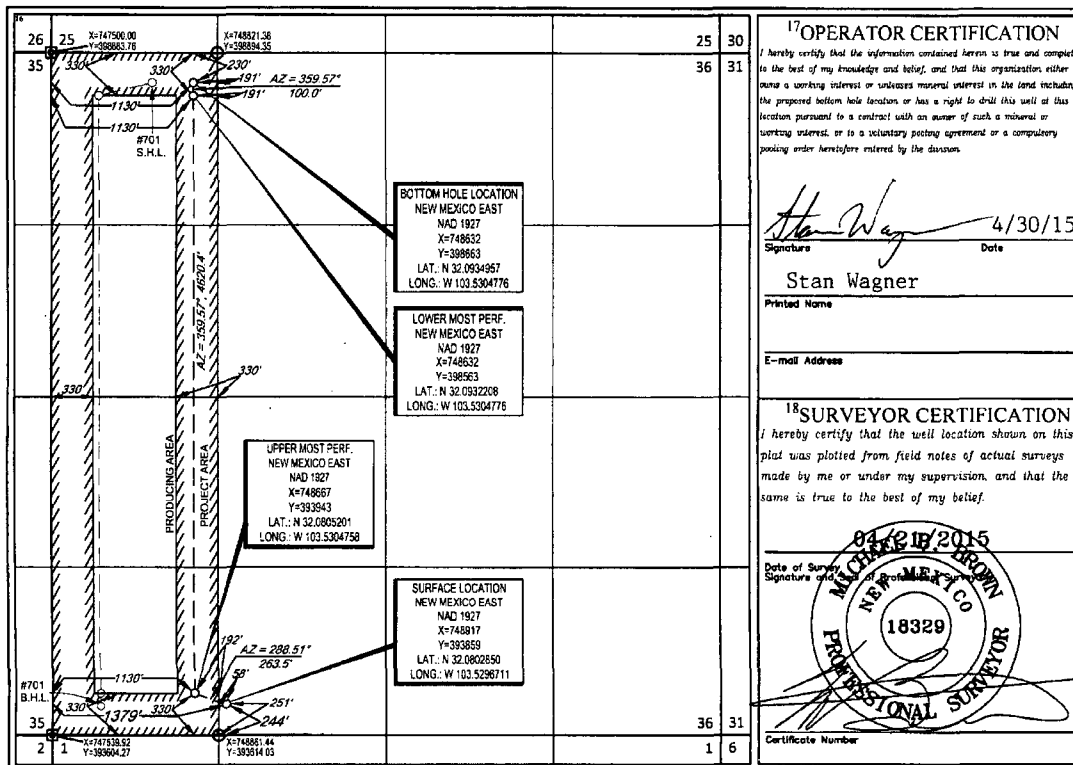 16
26 25
35
X=747500.00
Y=398883.76
X=748821.38
Y=398894.35
25 30
36 31
330'
330'
230'
191'
AZ = 359.57°
100.0'
191'
1130'
1130'
#701
S.H.L.
BOTTOM HOLE LOCATION
NEW MEXICO EAST
NAD 1927
X=748632
Y=398663
LAT.: N 32.0934957
LONG.: W 103.5304776
LOWER MOST PERF.
NEW MEXICO EAST
NAD 1927
X=748632
Y=398563
LAT.: N 32.0932208
LONG.: W 103.5304776
AZ = 359.57°, 4620.4'
330'
330'
PRODUCING AREA
PROJECT AREA
UPPER MOST PERF.
NEW MEXICO EAST
NAD 1927
X=748667
Y=393943
LAT.: N 32.0805201
LONG.: W 103.5304758
SURFACE LOCATION
NEW MEXICO EAST
NAD 1927
X=748917
Y=393859
LAT.: N 32.0802850
LONG.: W 103.5296711
192'
AZ = 288.51°
263.5'
58'
#701
B.H.L.
1130'
330'
1379'
330'
251'
244'
35
2 1
X=747539.92
Y=393604.27
X=748861.44
Y=393614.03
36 31
1 6
17 OPERATOR CERTIFICATION
I hereby certify that the information contained herein is true and complete
to the best of my knowledge and belief, and that this organization either
owns a working interest or unleases mineral interest in the land including
the proposed bottom hole location or has a right to drill this well at this
location pursuant to a contract with an owner of such a mineral or
working interest, or to a voluntary pooling agreement or a compulsory
pooling order heretofore entered by the division
Stan Wagner 4/30/15
Signature Date
Stan Wagner
Printed Name
E-mail Address
18 SURVEYOR CERTIFICATION
I hereby certify that the well location shown on this
plat was plotted from field notes of actual surveys
made by me or under my supervision, and that the
same is true to the best of my belief.
04/21/2015
Date of Survey
Signature and Seal of Professional Surveyor
MICHAEL B. BROWN
NEW MEXICO
18329
PROFESSIONAL SURVEYOR
Certificate Number